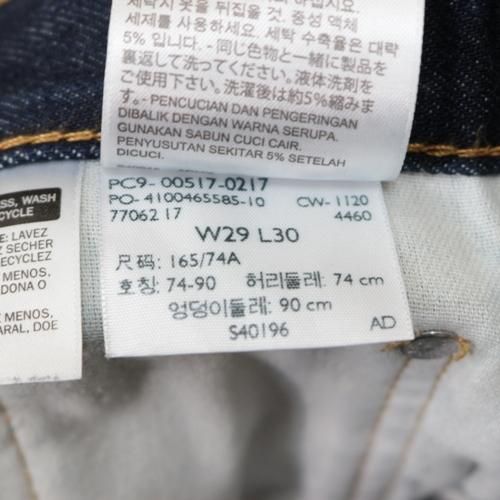 세탁시 옷을 뒤집을 것. 중성 액체
세제를 사용하세요. 세탁 수축율은 대략
5% 입니다. - 同じ色物と一緒に製品を
裏返して洗ってください。液体洗剤を
ご使用下さい。洗濯後は約5%縮みま
す。- PENCUCIAN DAN PENGERINGAN
DIBALIK DENGAN WARNA SERUPA.
GUNAKAN SABUN CUCI CAIR.
PENYUSUTAN SEKITAR 5% SETELAH
DICUCI.
PC9- 00517-0217
PO- 4100465585-10 CW- 1120
77062 17 4460
W29 L30
尺码: 165/74A
호칭: 74-90 허리둘레: 74 cm
엉덩이둘레: 90 cm
S40196 AD
SS, WASH
CYCLE
E: LAVEZ
Z SECHER
RECYCLEZ
MENOS.
DONA O
MENOS.
ARAL, DOE